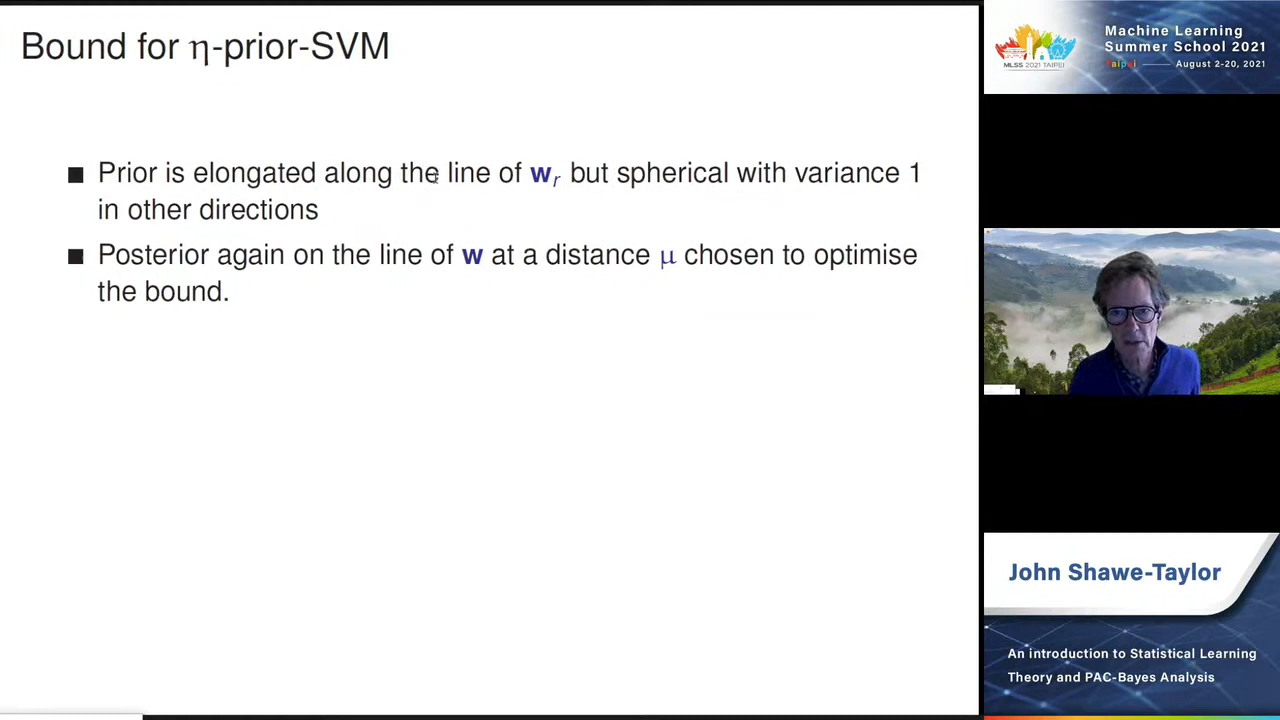 Bound for η-prior-SVM
■ Prior is elongated along the line of wr but spherical with variance 1
in other directions
■ Posterior again on the line of w at a distance μ chosen to optimise
the bound.
MLSS 2021 TAIPEI
Machine Learning
Summer School 2021
Taipei —— August 2-20, 2021
John Shawe-Taylor
An introduction to Statistical Learning
Theory and PAC-Bayes Analysis